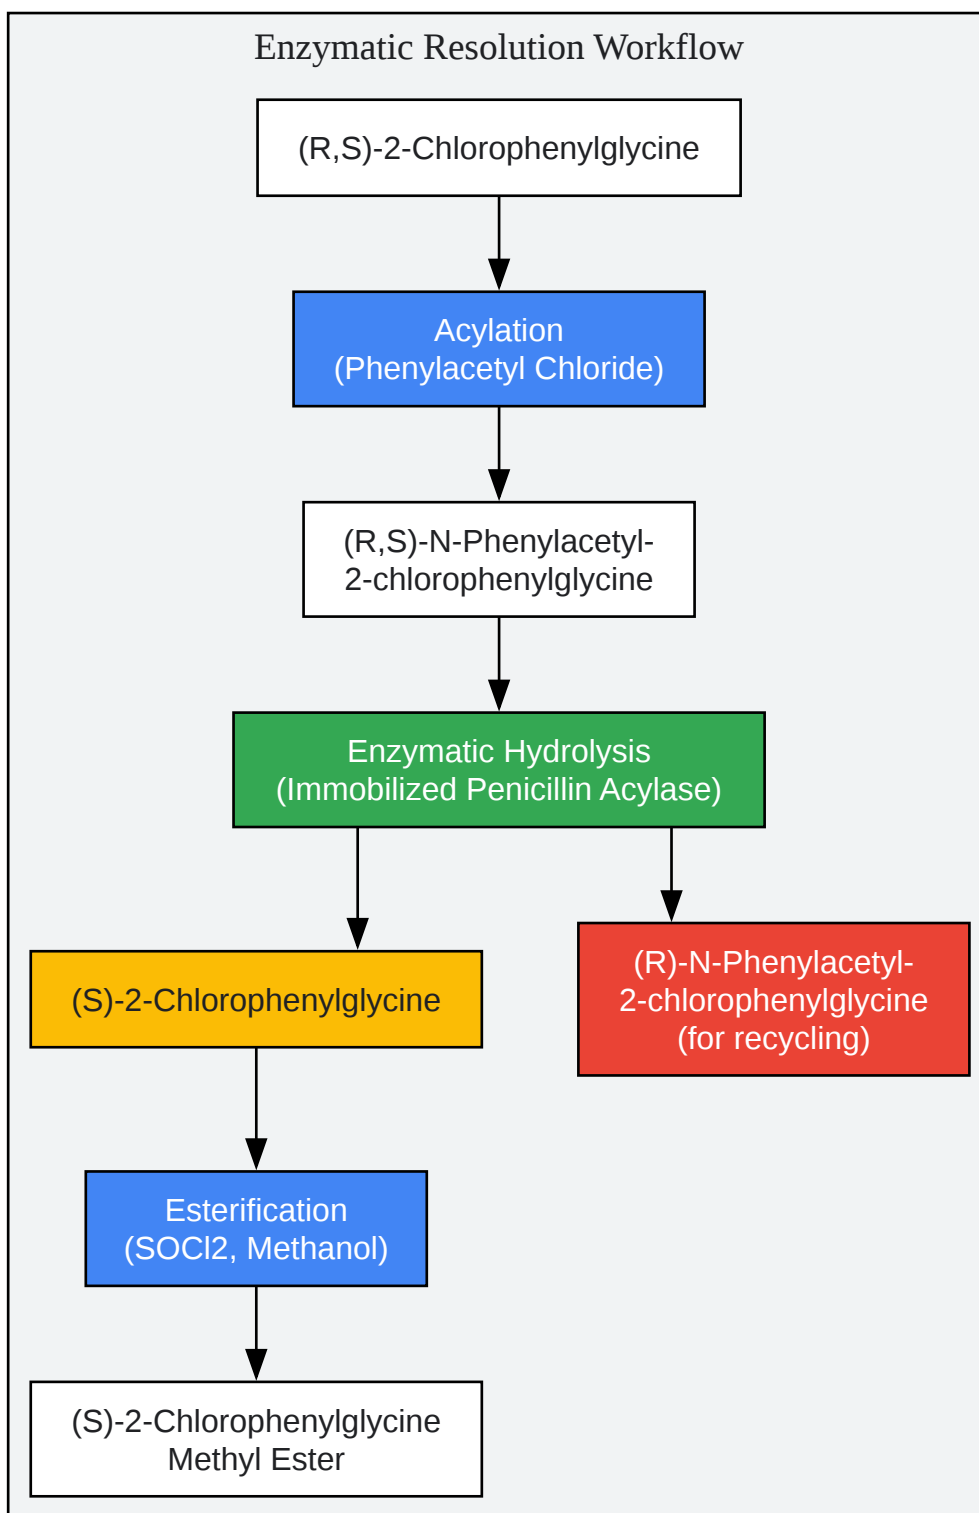 Enzymatic Resolution Workflow
(R,S)-2-Chlorophenylglycine
Acylation
(Phenylacetyl Chloride)
(R,S)-N-Phenylacetyl-
2-chlorophenylglycine
Enzymatic Hydrolysis
(Immobilized Penicillin Acylase)
(S)-2-Chlorophenylglycine
(R)-N-Phenylacetyl-
2-chlorophenylglycine
(for recycling)
Esterification
(SOCl2, Methanol)
(S)-2-Chlorophenylglycine
Methyl Ester